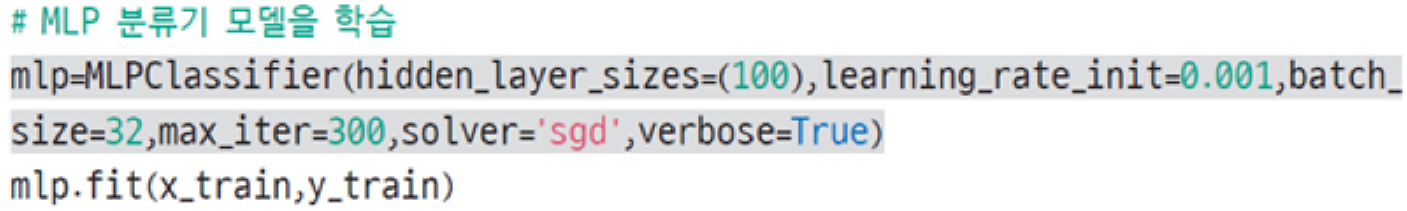 # MLP 분류기 모델을 학습
mlp=MLPClassifier(hidden_layer_sizes=(100),learning_rate_init=0.001,batch_
size=32,max_iter=300,solver='sgd',verbose=True)
mlp.fit(x_train,y_train)